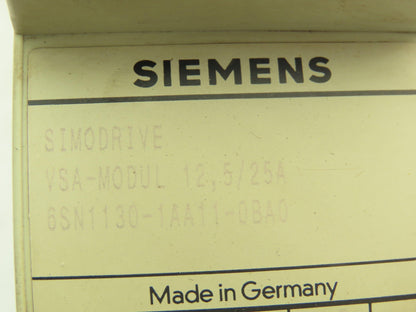 SIEMENS
SIMODRIVE
VSA-MODUL 12,5/25A
6SN1130-1AA11-0BA0
Made in Germany